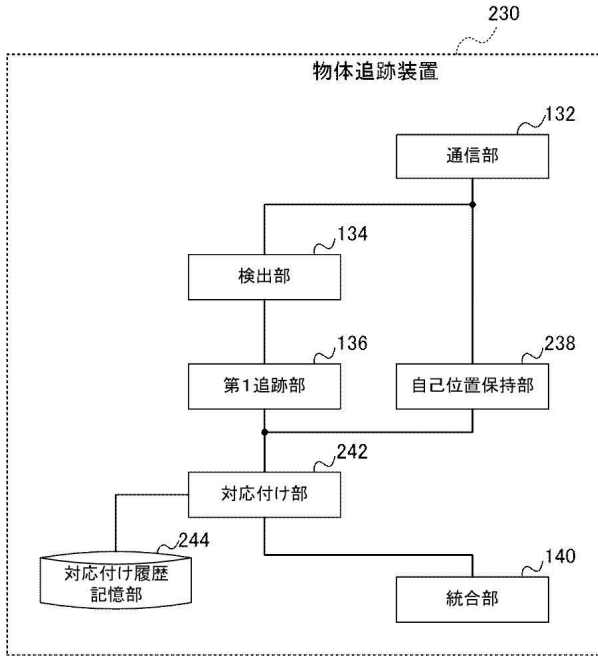 230
物体追跡装置
132
通信部
134
検出部
136
第1追跡部
238
自己位置保持部
242
対応付け部
244
対応付け履歴
記憶部
140
統合部